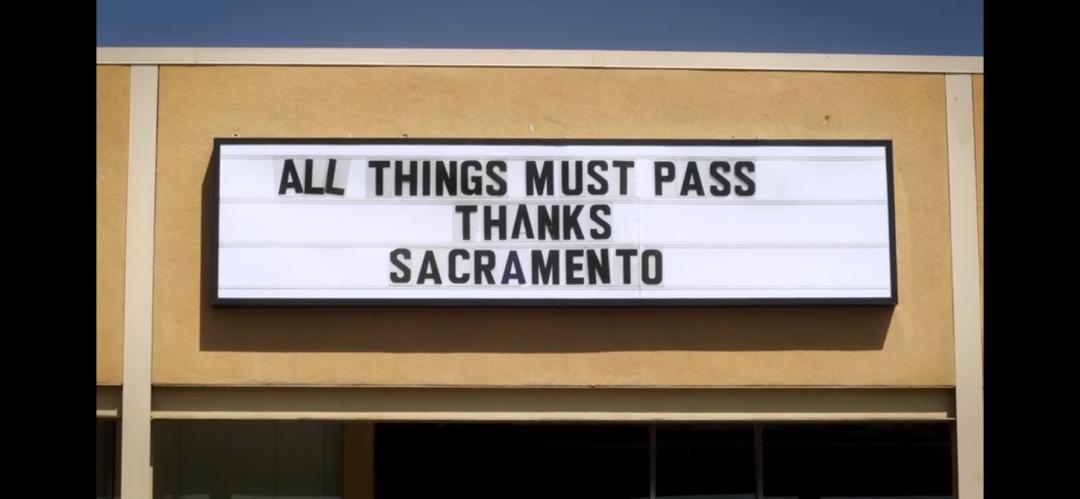 ALL THINGS MUST PASS
THANKS
SACRAMENTO